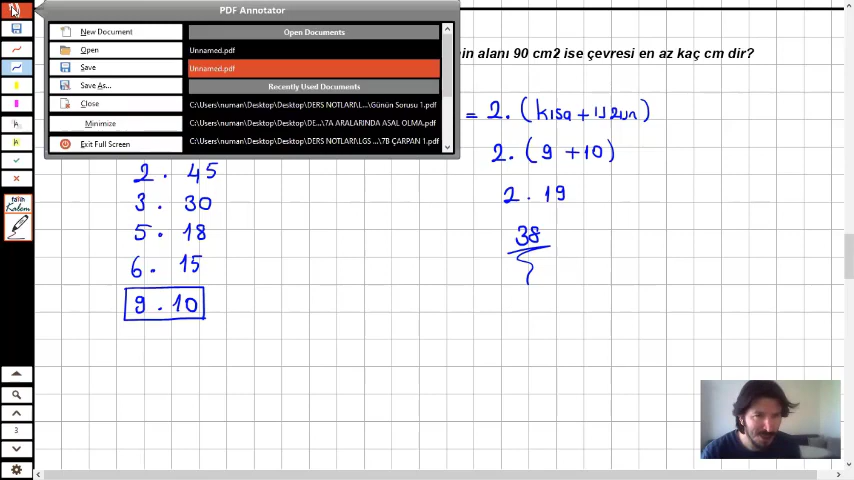 PDF Annotator
New Document
Open
Save
Save As...
Close
Minimize
Exit Full Screen
Open Documents
Unnamed.pdf
Unnamed.pdf
Recently Used Documents
C:\Users\numan\Desktop\Desktop\DERS NOTLARI\L...\Günün Sorusu 1.pdf
C:\Users\numan\Desktop\Desktop\DE...\7A ARALARINDA ASAL OLMA.pdf
C:\Users\numan\Desktop\Desktop\DERS NOTLARI\LGS ...\7B ÇARPAN 1.pdf
nin alanı 90 cm2 ise çevresi en az kaç cm dir?
= 2. (kısa + uzun)
2. (9 + 10)
2 . 19
38
2 . 45
3 . 30
5 . 18
6 . 15
9 . 10
fatih
Kalem
3